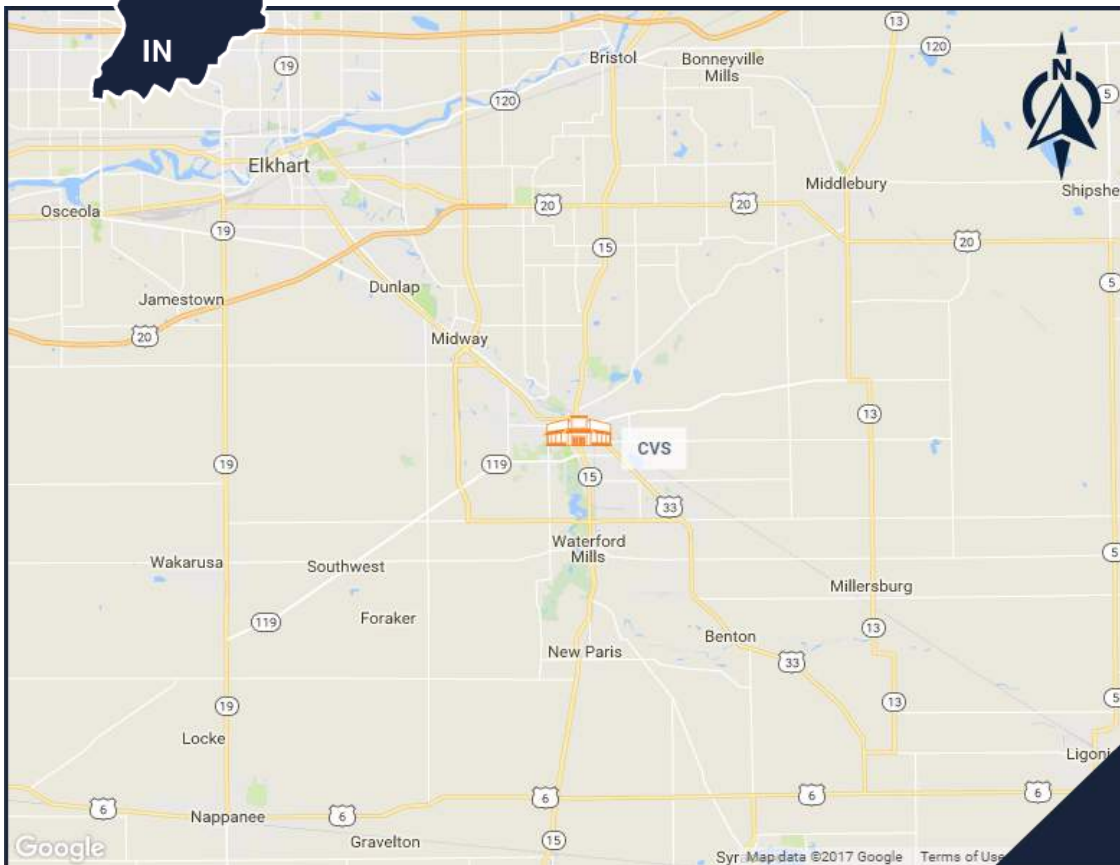 IN
N
13
Bristol
Bonneyville
Mills
120
19
5
120
Elkhart
Middlebury
Shipshe
Osceola
20
20
19
15
20
Dunlap
5
Jamestown
20
Midway
13
CVS
19
119
15
33
Waterford
Mills
5
Wakarusa
Southwest
Millersburg
119
Foraker
13
Benton
New Paris
33
5
19
13
Locke
Ligoni
6
6
6
6
6
Nappanee
Gravelton
15
Google
Syra
Map data ©2017 Google
Terms of Use